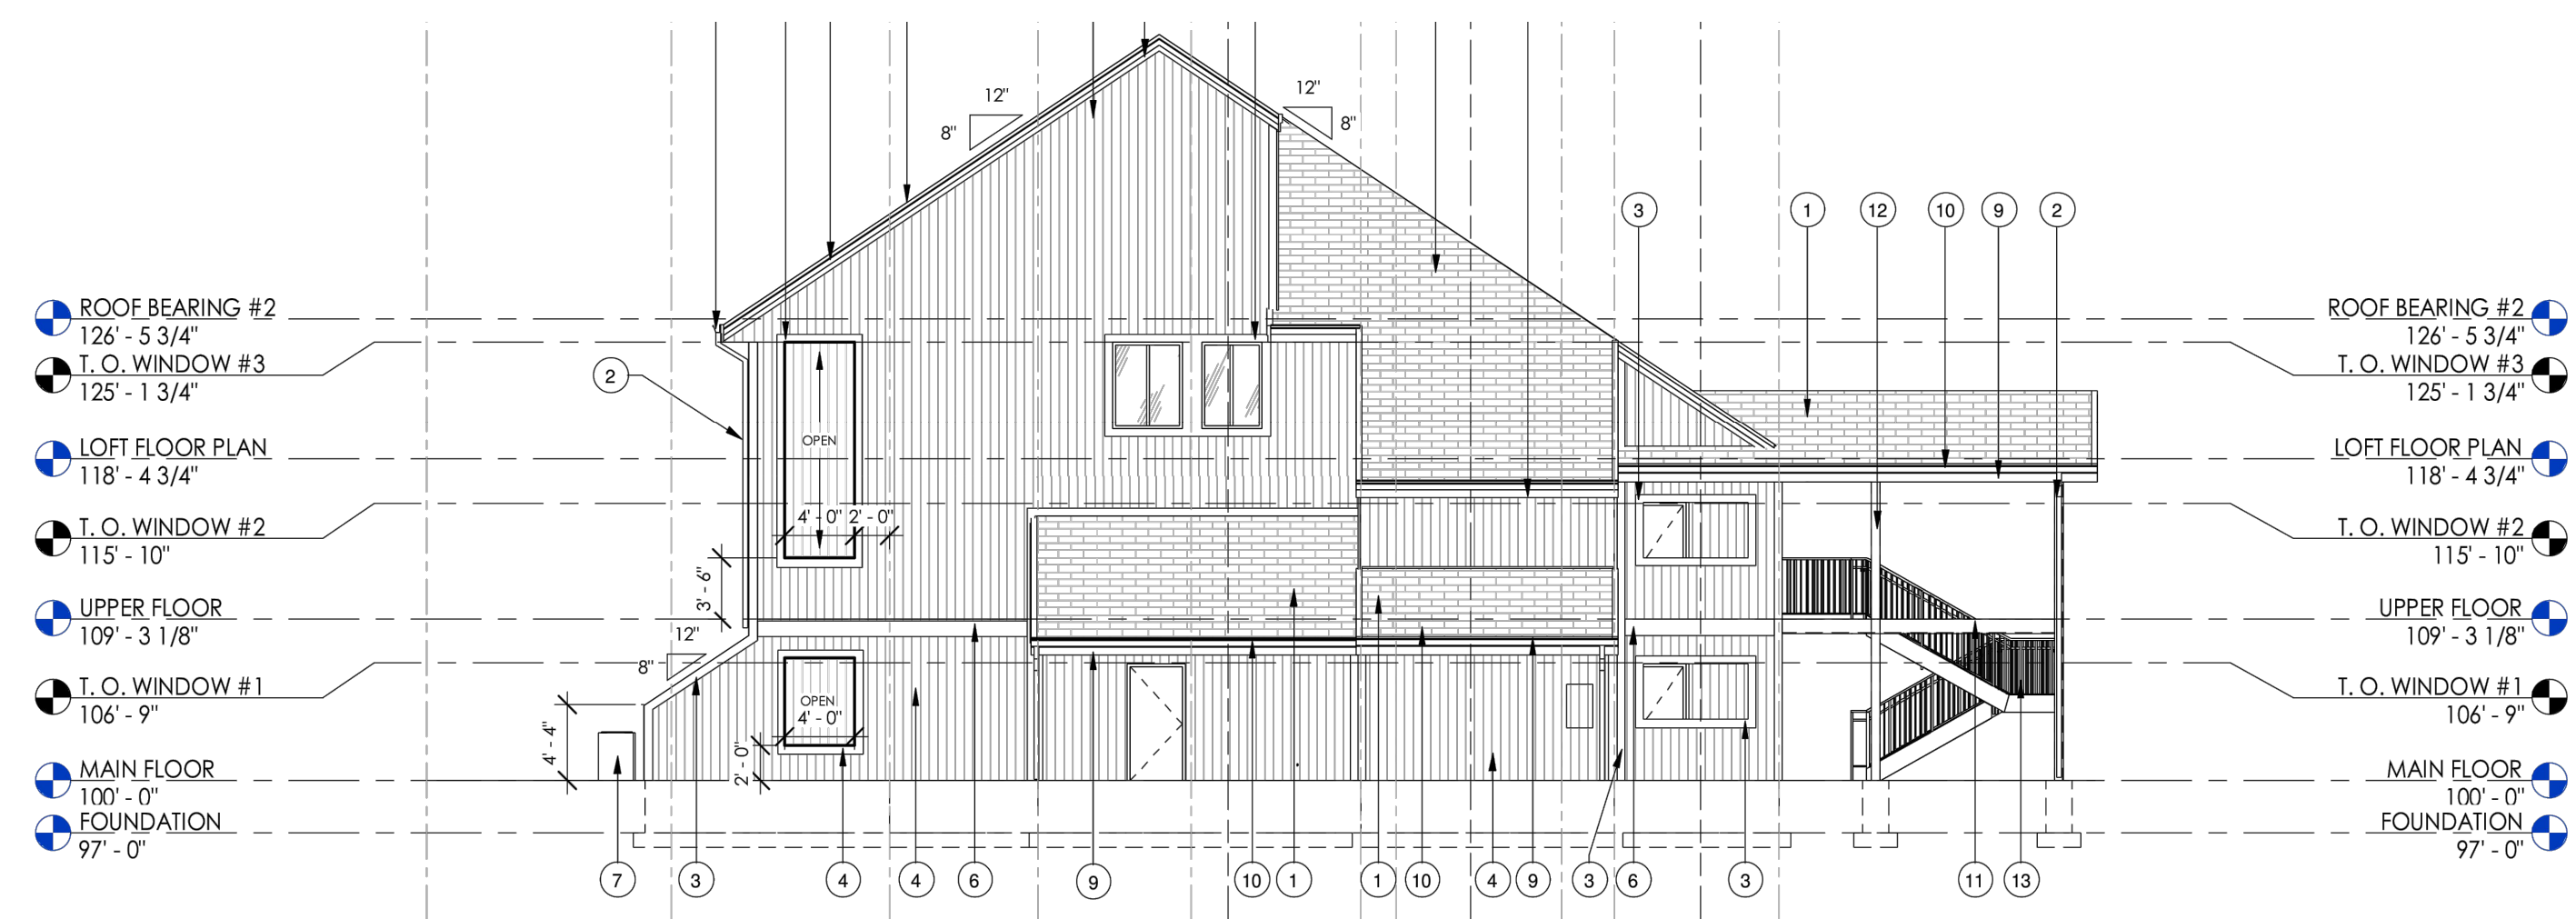 12"
8"
12"
8"
3
1
12
10
9
2
ROOF BEARING #2
126' - 5 3/4"
T. O. WINDOW #3
125' - 1 3/4"
LOFT FLOOR PLAN
118' - 4 3/4"
T. O. WINDOW #2
115' - 10"
UPPER FLOOR
109' - 3 1/8"
T. O. WINDOW #1
106' - 9"
MAIN FLOOR
100' - 0"
FOUNDATION
97' - 0"
2
OPEN
4' - 0" 2' - 0"
3' - 6"
12"
8"
OPEN
4' - 0"
4' - 4"
2' - 0"
ROOF BEARING #2
126' - 5 3/4"
T. O. WINDOW #3
125' - 1 3/4"
LOFT FLOOR PLAN
118' - 4 3/4"
T. O. WINDOW #2
115' - 10"
UPPER FLOOR
109' - 3 1/8"
T. O. WINDOW #1
106' - 9"
MAIN FLOOR
100' - 0"
FOUNDATION
97' - 0"
7
3
4
4
6
9
10
1
1
10
4
9
3
6
3
11
13